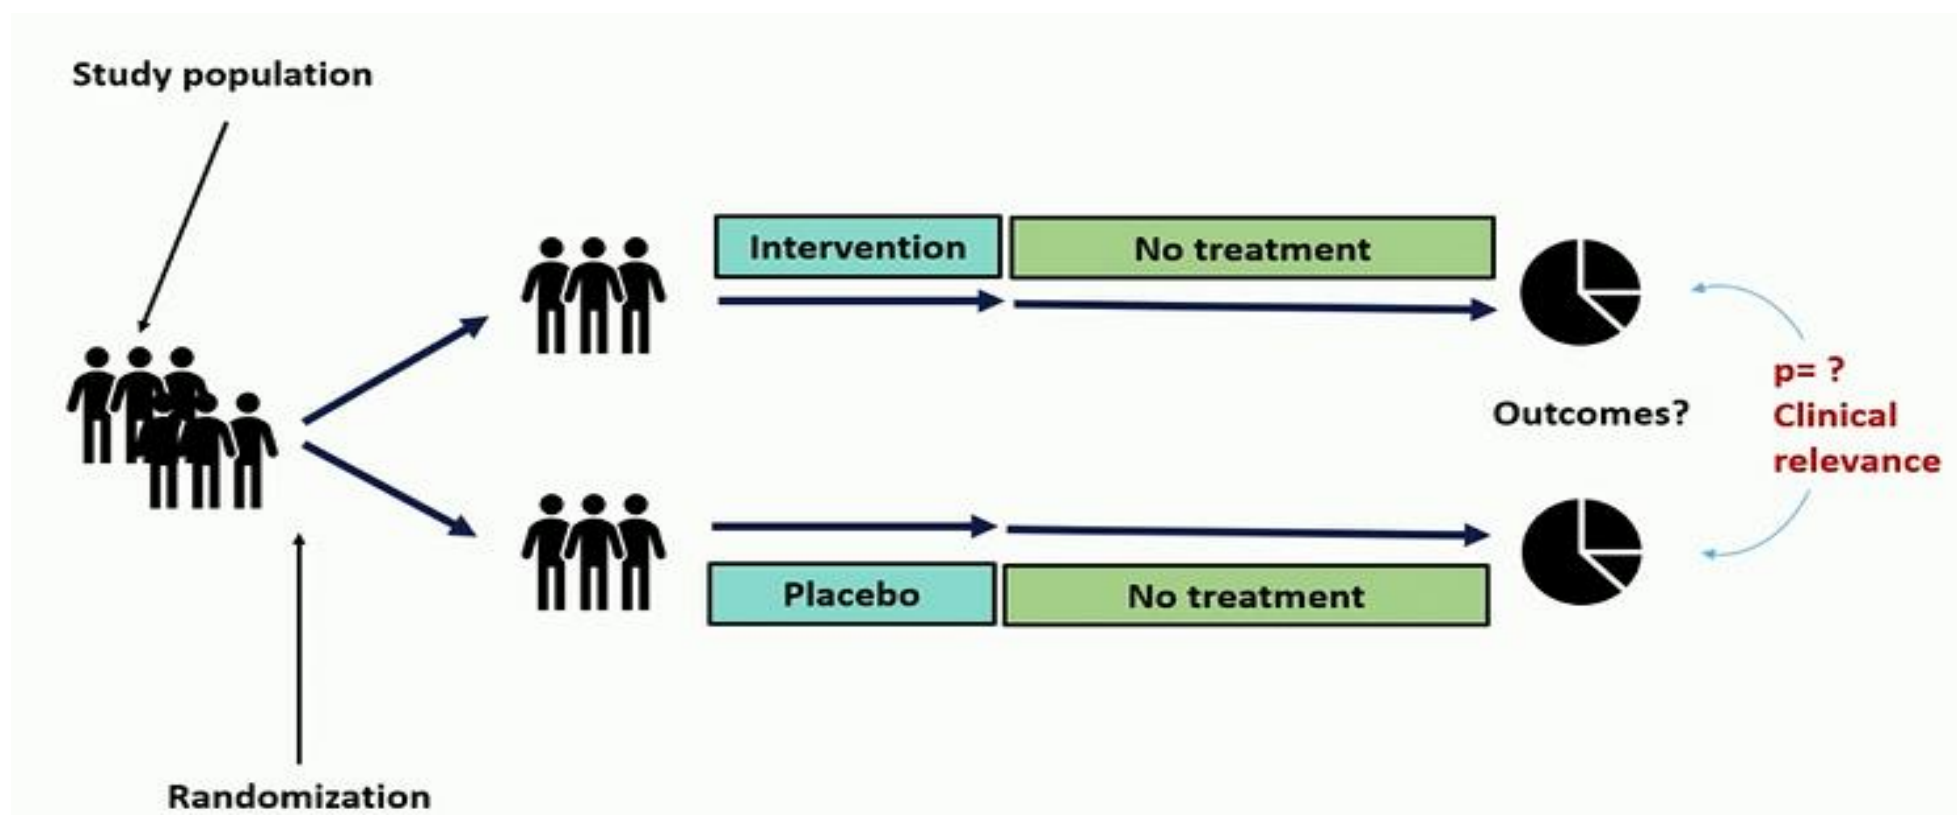 Study population
Intervention
No treatment
p= ?
Outcomes?
Clinical
relevance
Placebo
No treatment
Randomization